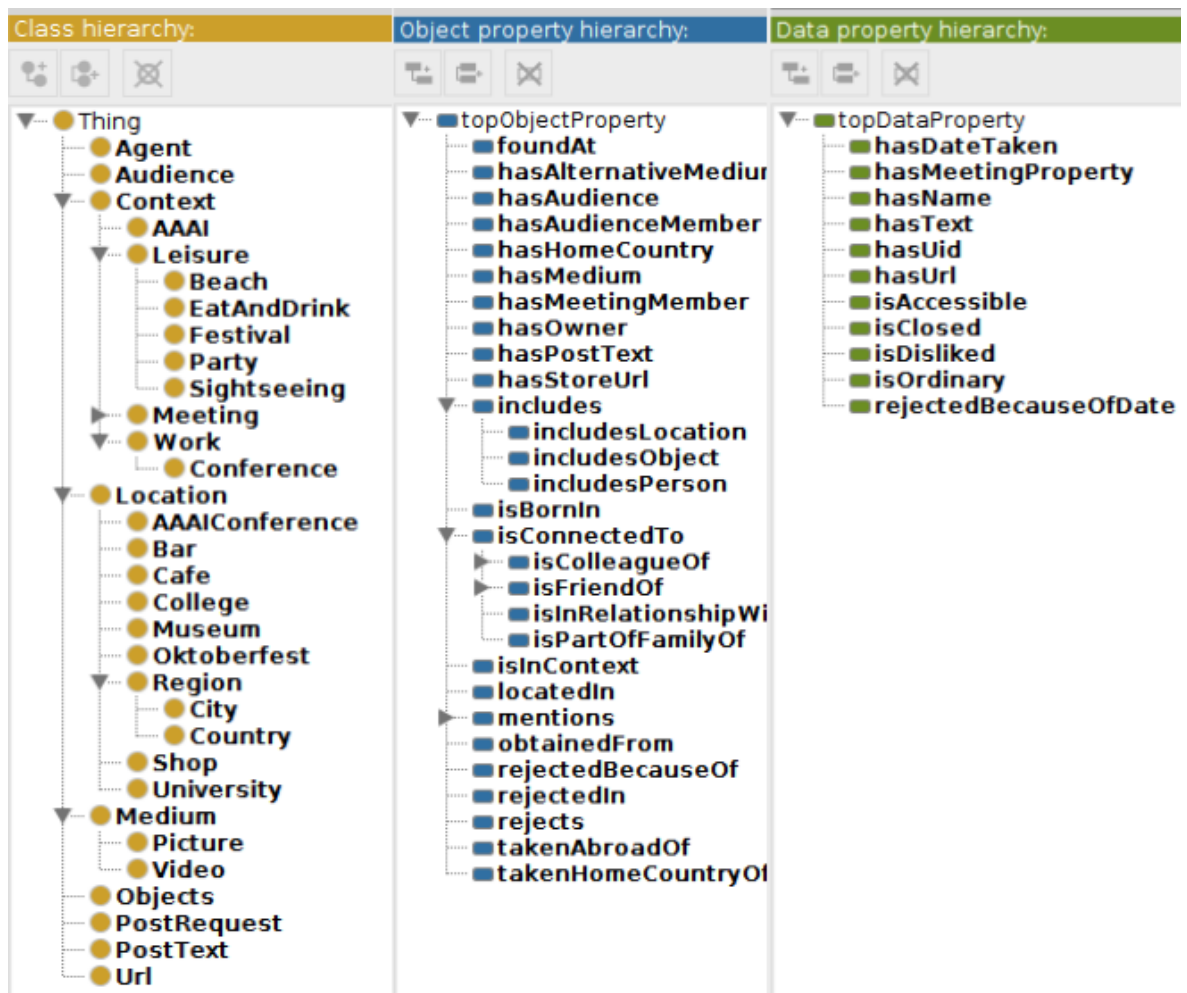 Class hierarchy:
Thing
Agent
Audience
Context
AAAI
Leisure
Beach
EatAndDrink
Festival
Party
Sightseeing
Meeting
Work
Conference
Location
AAAIConference
Bar
Cafe
College
Museum
Oktoberfest
Region
City
Country
Shop
University
Medium
Picture
Video
Objects
PostRequest
PostText
Url
Object property hierarchy:
topObjectProperty
foundAt
hasAlternativeMediu
hasAudience
hasAudienceMember
hasHomeCountry
hasMedium
hasMeetingMember
hasOwner
hasPostText
hasStoreUrl
includes
includesLocation
includesObject
includesPerson
isBornIn
isConnectedTo
isColleagueOf
isFriendOf
isInRelationshipWi
isPartOfFamilyOf
isInContext
locatedIn
mentions
obtainedFrom
rejectedBecauseOf
rejectedIn
rejects
takenAbroadOf
takenHomeCountryOf
Data property hierarchy:
topDataProperty
hasDateTaken
hasMeetingProperty
hasName
hasText
hasUid
hasUrl
isAccessible
isClosed
isDisliked
isOrdinary
rejectedBecauseOfDate